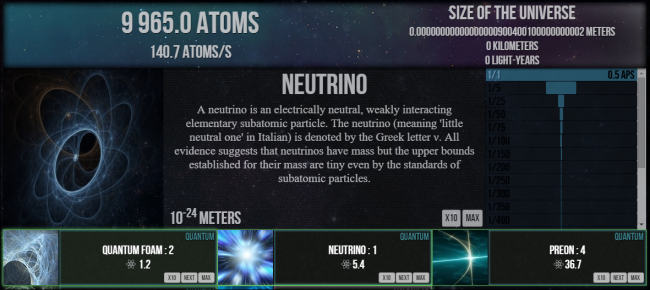 9 965.0 ATOMS
140.7 ATOMS/S
SIZE OF THE UNIVERSE
0.00000000000000009004001000000000002 METERS
0 KILOMETERS
0 LIGHT-YEARS
NEUTRINO
A neutrino is an electrically neutral, weakly interacting
elementary subatomic particle. The neutrino (meaning 'little
neutral one' in Italian) is denoted by the Greek letter v. All
evidence suggests that neutrinos have mass but the upper bounds
established for their mass are tiny even by the standards of
subatomic particles.
10^-24 METERS
X10 MAX
1/1 0.5 APS
1/5
1/25
1/50
1/75
1/100
1/150
1/200
1/250
1/300
1/350
1/400
QUANTUM
QUANTUM FOAM : 2
1.2
X10 NEXT MAX
QUANTUM
NEUTRINO : 1
5.4
X10 NEXT MAX
QUANTUM
PREON : 4
36.7
X10 NEXT MAX